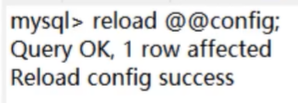 mysql> reload @@config;
Query OK, 1 row affected
Reload config success